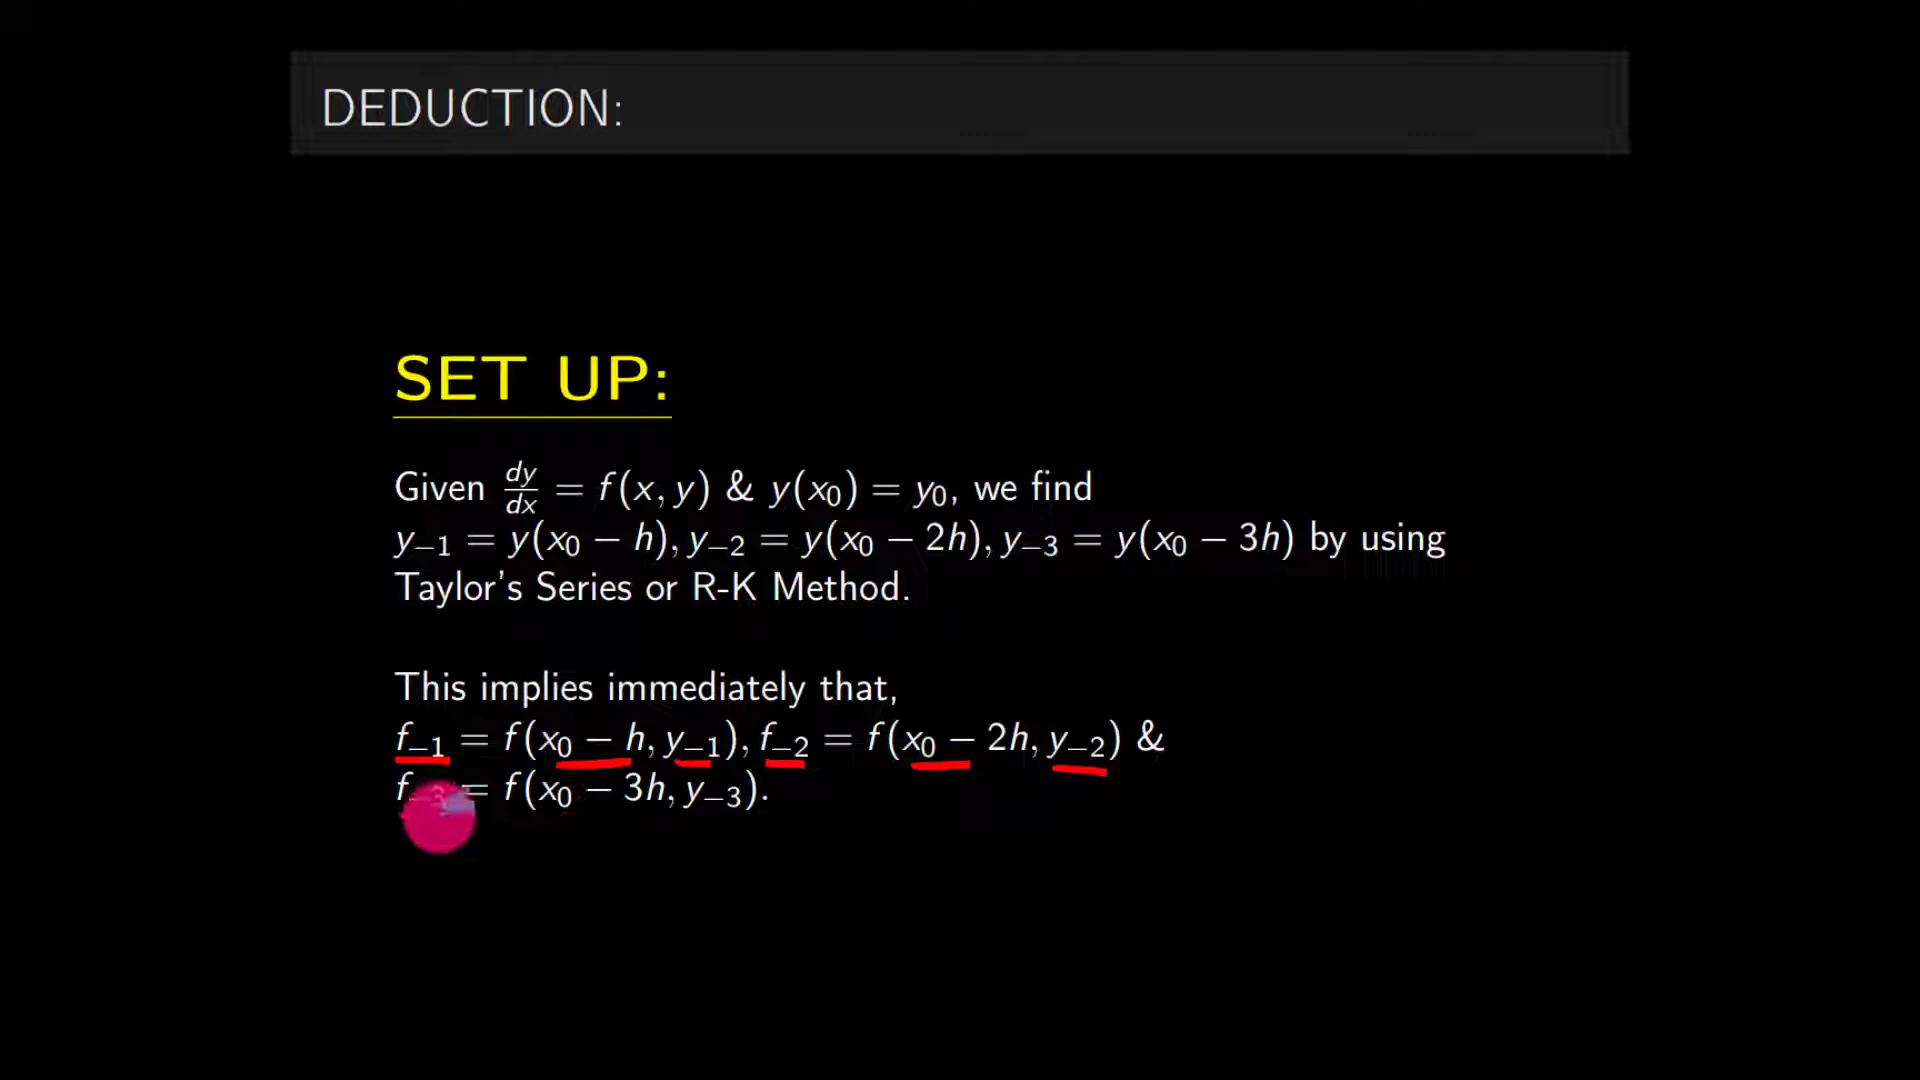 DEDUCTION:
SET UP:
Given dy/dx = f(x, y) & y(x₀) = y₀, we find
y₋₁ = y(x₀ − h), y₋₂ = y(x₀ − 2h), y₋₃ = y(x₀ − 3h) by using
Taylor's Series or R-K Method.
This implies immediately that,
f₋₁ = f(x₀ − h, y₋₁), f₋₂ = f(x₀ − 2h, y₋₂) &
f₋₃ = f(x₀ − 3h, y₋₃).